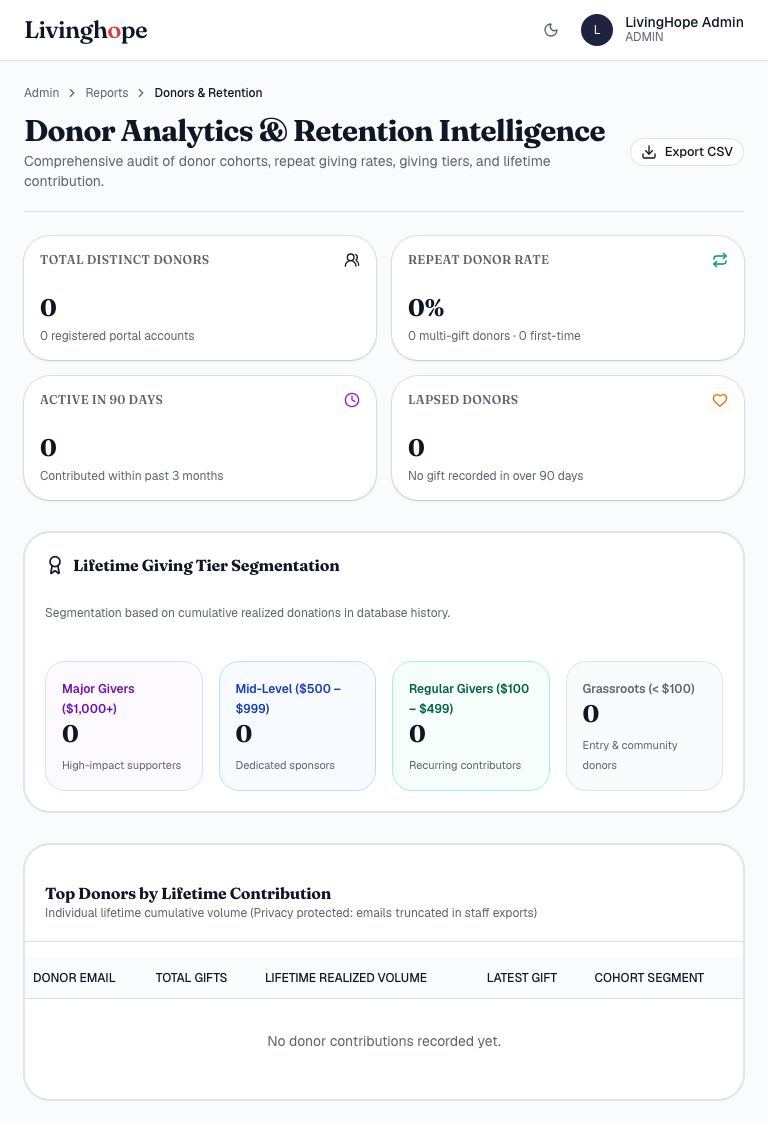 Livinghope
L
LivingHope Admin
ADMIN
Admin > Reports > Donors & Retention
Donor Analytics & Retention Intelligence
Comprehensive audit of donor cohorts, repeat giving rates, giving tiers, and lifetime
contribution.
Export CSV
TOTAL DISTINCT DONORS
0
0 registered portal accounts
REPEAT DONOR RATE
0%
0 multi-gift donors · 0 first-time
ACTIVE IN 90 DAYS
0
Contributed within past 3 months
LAPSED DONORS
0
No gift recorded in over 90 days
Lifetime Giving Tier Segmentation
Segmentation based on cumulative realized donations in database history.
Major Givers
($1,000+)
0
High-impact supporters
Mid-Level ($500 –
$999)
0
Dedicated sponsors
Regular Givers ($100
– $499)
0
Recurring contributors
Grassroots (< $100)
0
Entry & community
donors
Top Donors by Lifetime Contribution
Individual lifetime cumulative volume (Privacy protected: emails truncated in staff exports)
DONOR EMAIL TOTAL GIFTS LIFETIME REALIZED VOLUME LATEST GIFT COHORT SEGMENT
No donor contributions recorded yet.